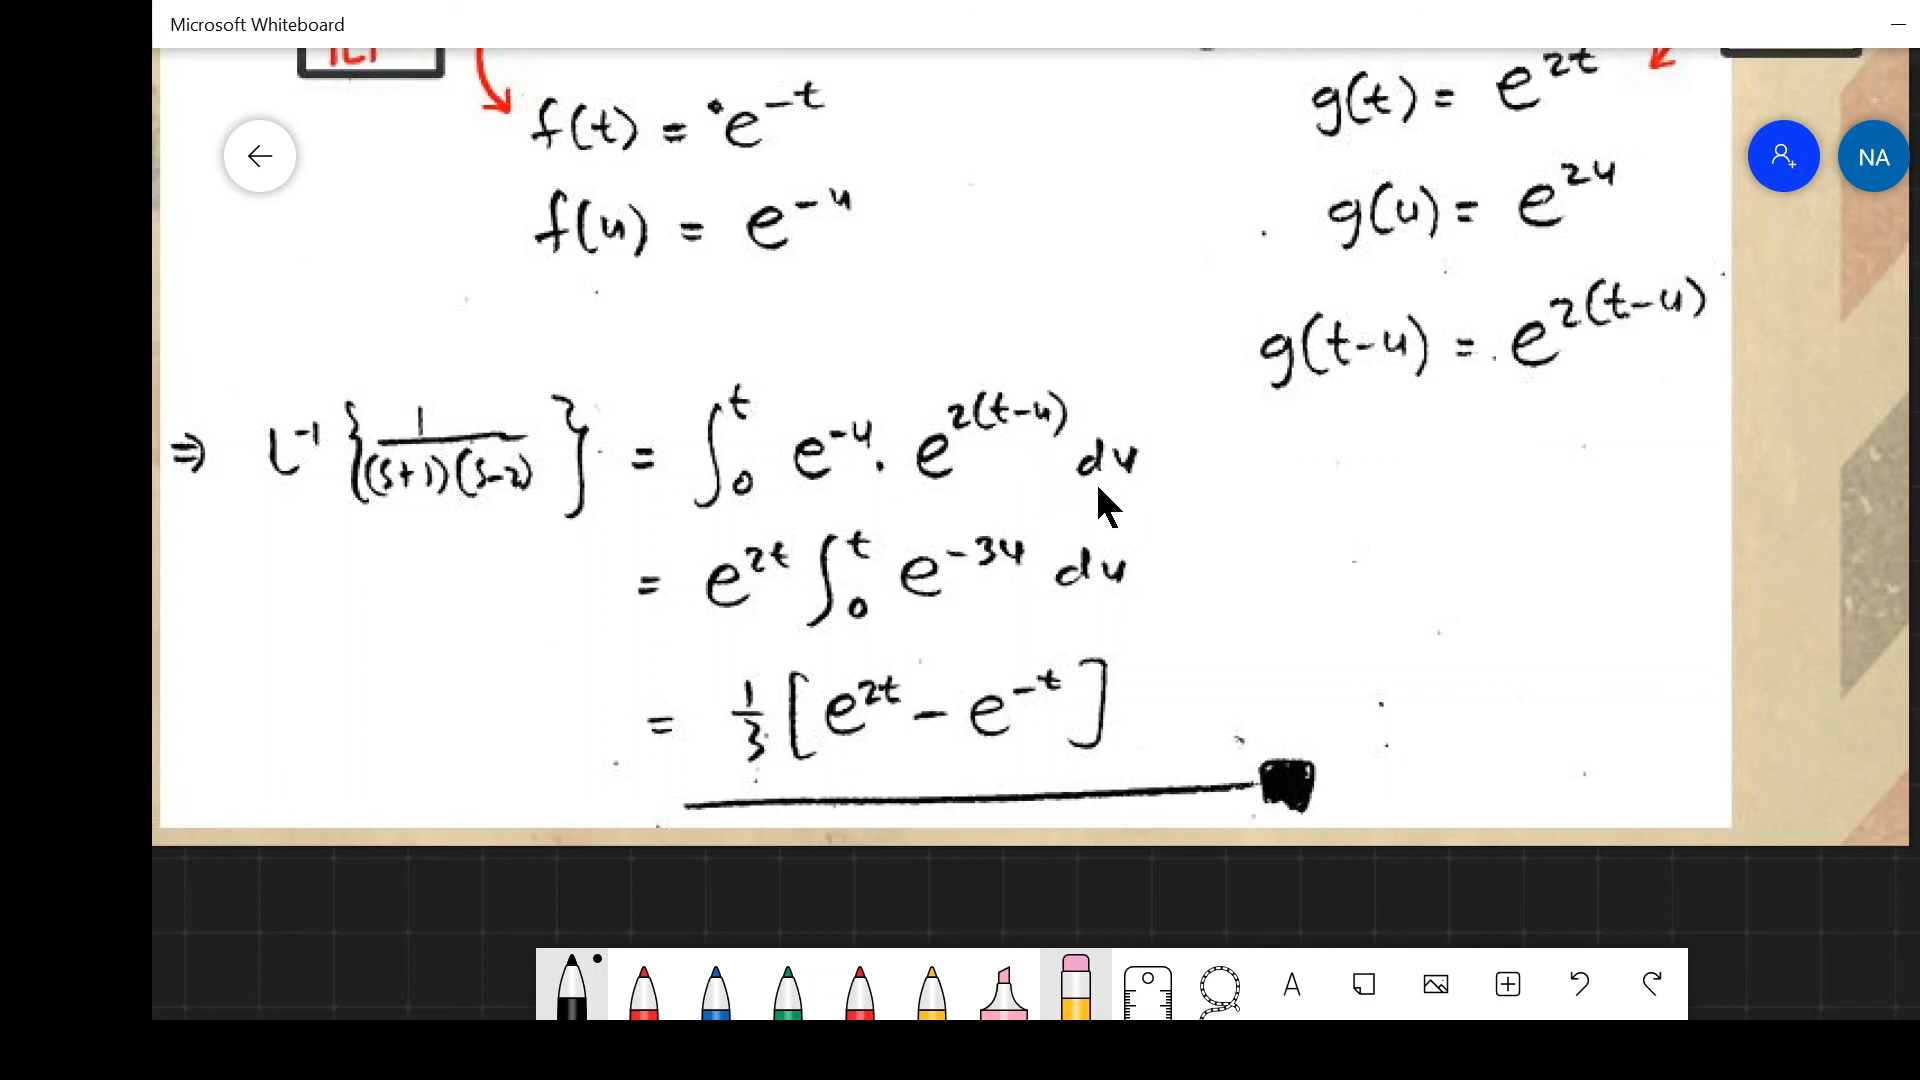 Microsoft Whiteboard
f(t) = e^{-t}
g(t) = e^{2t}
f(u) = e^{-u}
g(u) = e^{2u}
g(t-u) = e^{2(t-u)}
NA
⇒ L^{-1} {1/((s+1)(s-2))} = ∫_0^t e^{-u} . e^{2(t-u)} du
= e^{2t} ∫_0^t e^{-3u} du
= 1/3 [e^{2t} - e^{-t}]
A